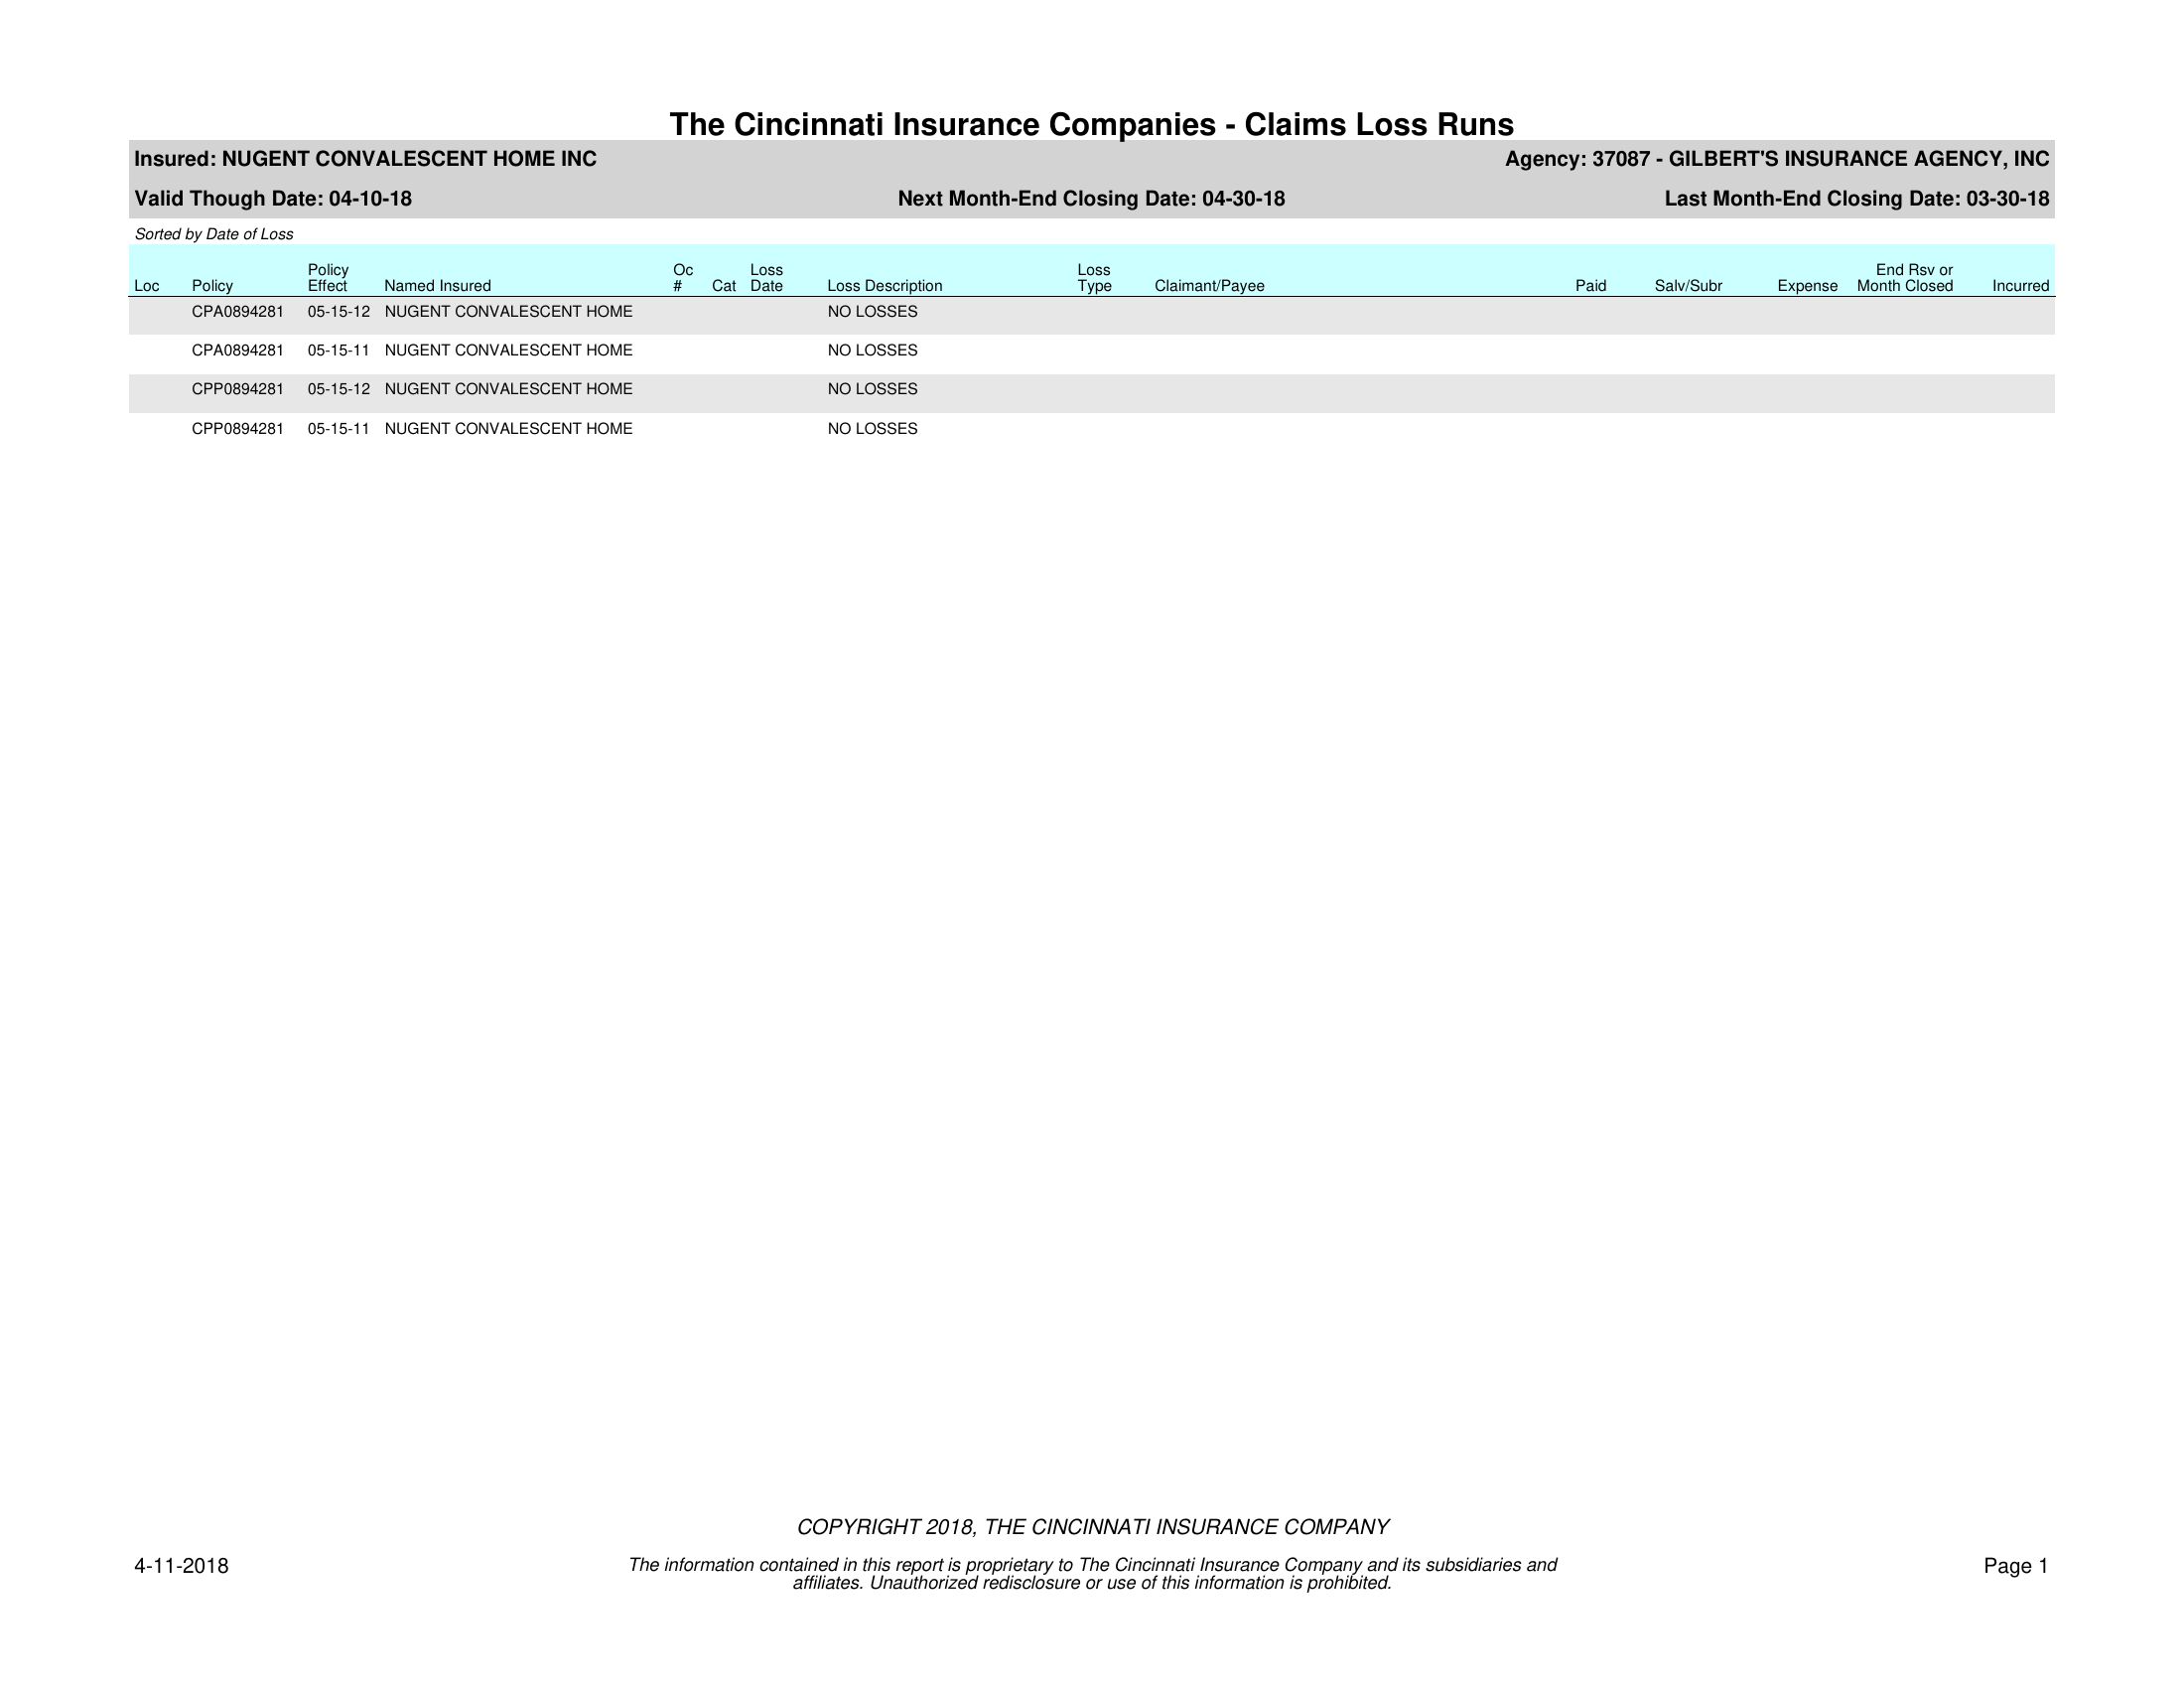 The Cincinnati Insurance Companies - Claims Loss Runs
Insured: NUGENT CONVALESCENT HOME INC Agency: 37087 - GILBERT'S INSURANCE AGENCY, INC
Valid Though Date: 04-10-18 Next Month-End Closing Date: 04-30-18 Last Month-End Closing Date: 03-30-18
Sorted by Date of Loss
Policy Oc Loss Loss End Rsv or
Loc Policy Effect Named Insured # Cat Date Loss Description Type Claimant/Payee Paid Salv/Subr Expense Month Closed Incurred
CPA0894281 05-15-12 NUGENT CONVALESCENT HOME NO LOSSES
CPA0894281 05-15-11 NUGENT CONVALESCENT HOME NO LOSSES
CPP0894281 05-15-12 NUGENT CONVALESCENT HOME NO LOSSES
CPP0894281 05-15-11 NUGENT CONVALESCENT HOME NO LOSSES
COPYRIGHT 2018, THE CINCINNATI INSURANCE COMPANY
4-11-2018 The information contained in this report is proprietary to The Cincinnati Insurance Company and its subsidiaries and Page 1
affiliates. Unauthorized redisclosure or use of this information is prohibited.